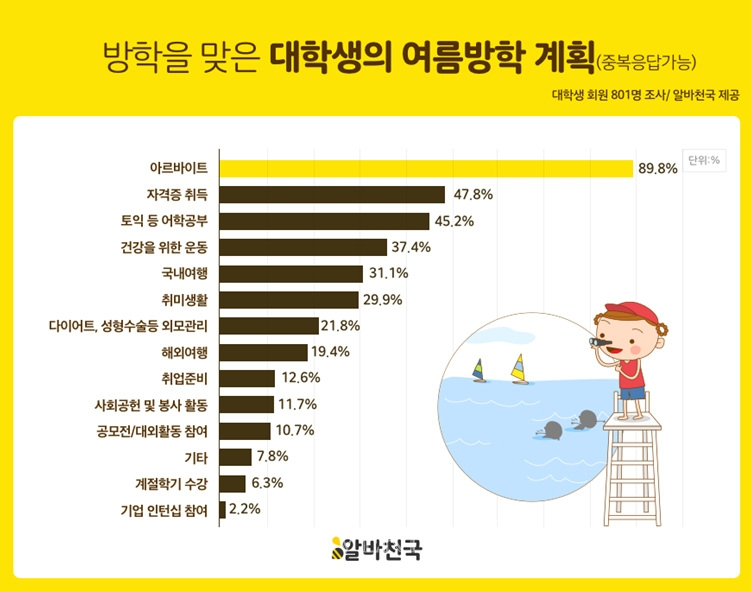 방학을 맞은 대학생의 여름방학 계획(중복응답가능)
대학생 회원 801명 조사/ 알바천국 제공
단위:%
아르바이트 89.8%
자격증 취득 47.8%
토익 등 어학공부 45.2%
건강을 위한 운동 37.4%
국내여행 31.1%
취미생활 29.9%
다이어트, 성형수술등 외모관리 21.8%
해외여행 19.4%
취업준비 12.6%
사회공헌 및 봉사 활동 11.7%
공모전/대외활동 참여 10.7%
기타 7.8%
계절학기 수강 6.3%
기업 인턴십 참여 2.2%
알바천국